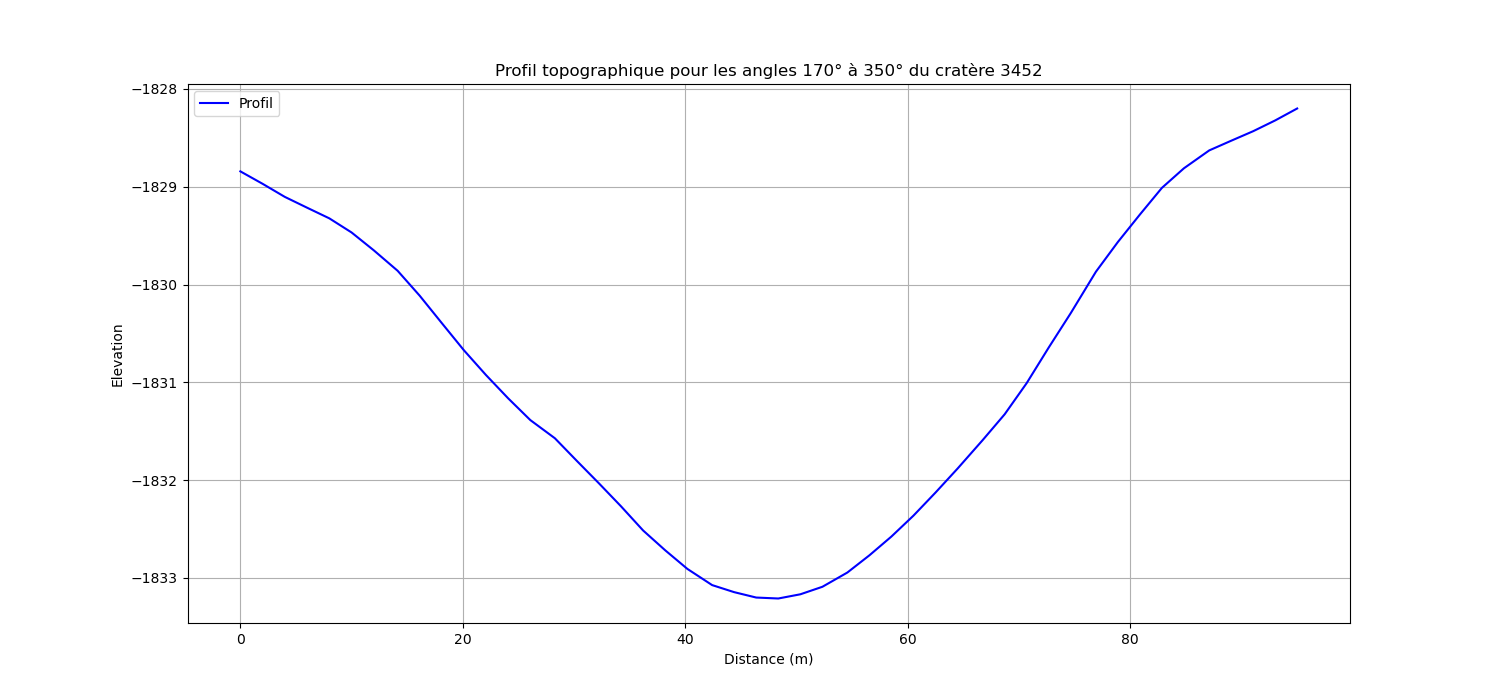 Profil topographique pour les angles 170° à 350° du cratère 3452
Profil
−1828
−1829
−1830
−1831
−1832
−1833
Elevation
0 20 40 60 80
Distance (m)